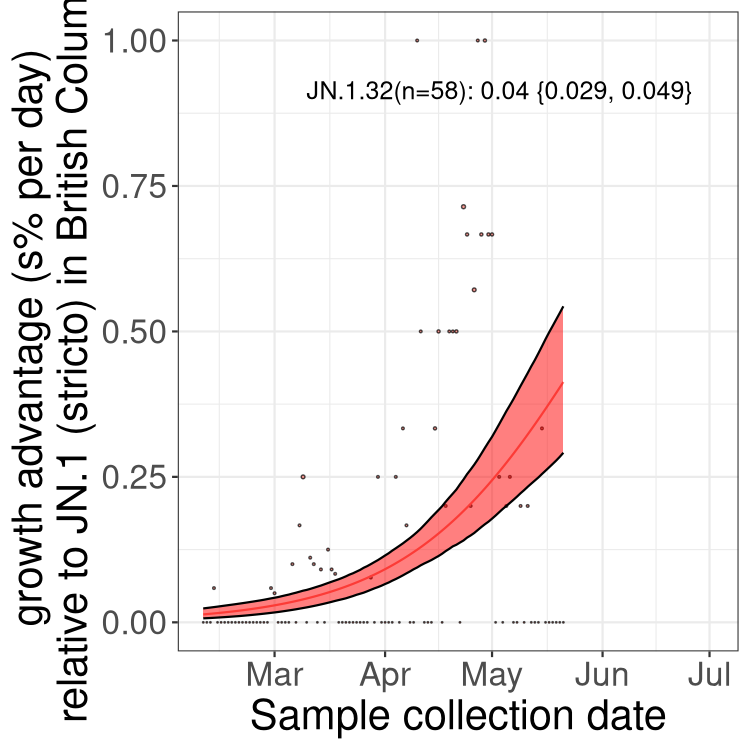 growth advantage (s% per day)
relative to JN.1 (stricto) in British Colum
1.00
0.75
0.50
0.25
0.00
JN.1.32(n=58): 0.04 {0.029, 0.049}
Mar Apr May Jun Jul
Sample collection date